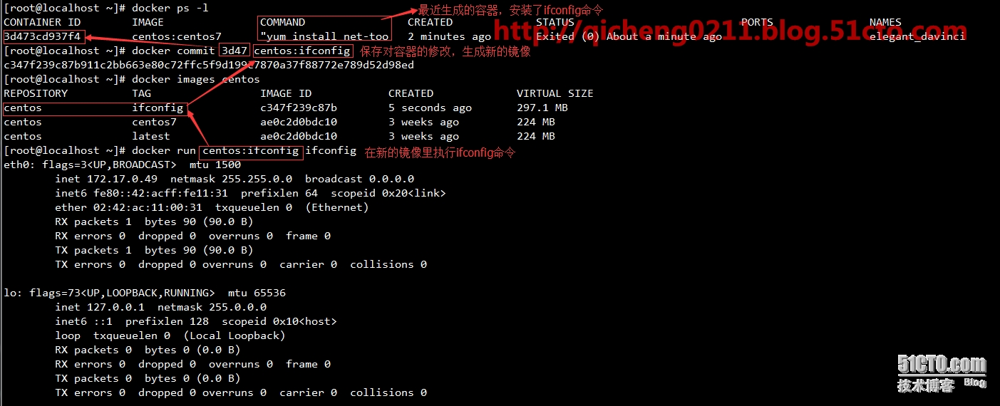 [root@localhost ~]# docker ps -l
最近生成的容器，安装了ifconfig命令
CONTAINER ID IMAGE COMMAND CREATED STATUS PORTS NAMES
3d473cd937f4 centos:centos7 "yum install net-too 2 minutes ago Exited (0) About a minute ago elegant_davinci
http://qicheng0211.blog.51cto.com
[root@localhost ~]# docker commit 3d47 centos:ifconfig 保存对容器的修改，生成新的镜像
c347f239c87b911c2bb663e80c72ffc5f9d199c7870a37f88772e789d52d98ed
[root@localhost ~]# docker images centos
REPOSITORY TAG IMAGE ID CREATED VIRTUAL SIZE
centos ifconfig c347f239c87b 5 seconds ago 297.1 MB
centos centos7 ae0c2d0bdc10 3 weeks ago 224 MB
centos latest ae0c2d0bdc10 3 weeks ago 224 MB
[root@localhost ~]# docker run centos:ifconfig ifconfig 在新的镜像里执行ifconfig命令
eth0: flags=3<UP,BROADCAST> mtu 1500
inet 172.17.0.49 netmask 255.255.0.0 broadcast 0.0.0.0
inet6 fe80::42:acff:fe11:31 prefixlen 64 scopeid 0x20<link>
ether 02:42:ac:11:00:31 txqueuelen 0 (Ethernet)
RX packets 1 bytes 90 (90.0 B)
RX errors 0 dropped 0 overruns 0 frame 0
TX packets 1 bytes 90 (90.0 B)
TX errors 0 dropped 0 overruns 0 carrier 0 collisions 0
lo: flags=73<UP,LOOPBACK,RUNNING> mtu 65536
inet 127.0.0.1 netmask 255.0.0.0
inet6 ::1 prefixlen 128 scopeid 0x10<host>
loop txqueuelen 0 (Local Loopback)
RX packets 0 bytes 0 (0.0 B)
RX errors 0 dropped 0 overruns 0 frame 0
TX packets 0 bytes 0 (0.0 B)
TX errors 0 dropped 0 overruns 0 carrier 0 collisions 0
51CTO.com
技术博客 Blog